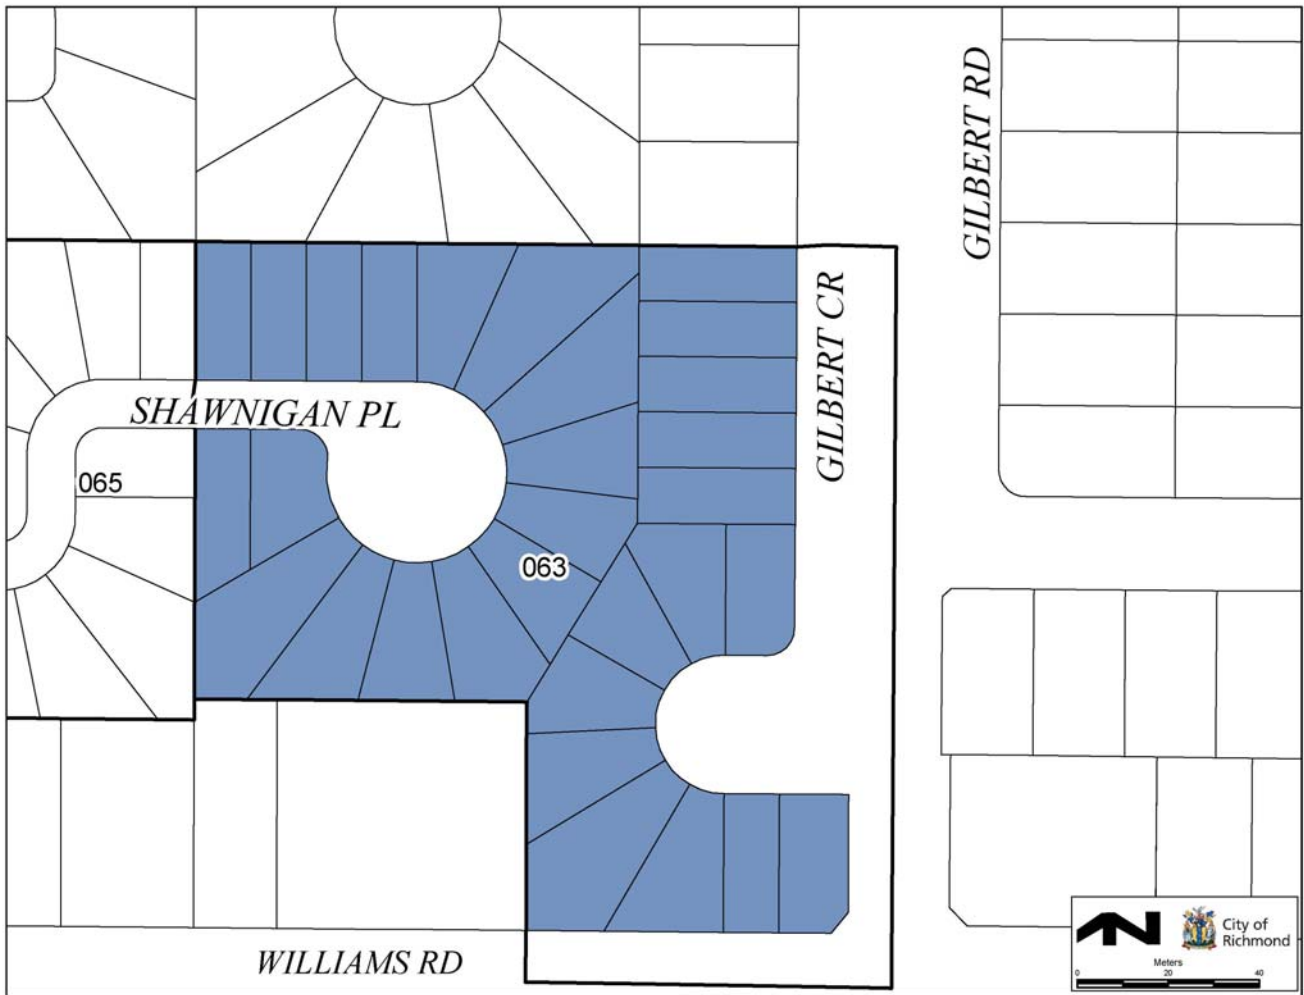 GILBERT RD
GILBERT CR
SHAWNIGAN PL
065
063
WILLIAMS RD
N
City of
Richmond
Meters
0 20 40